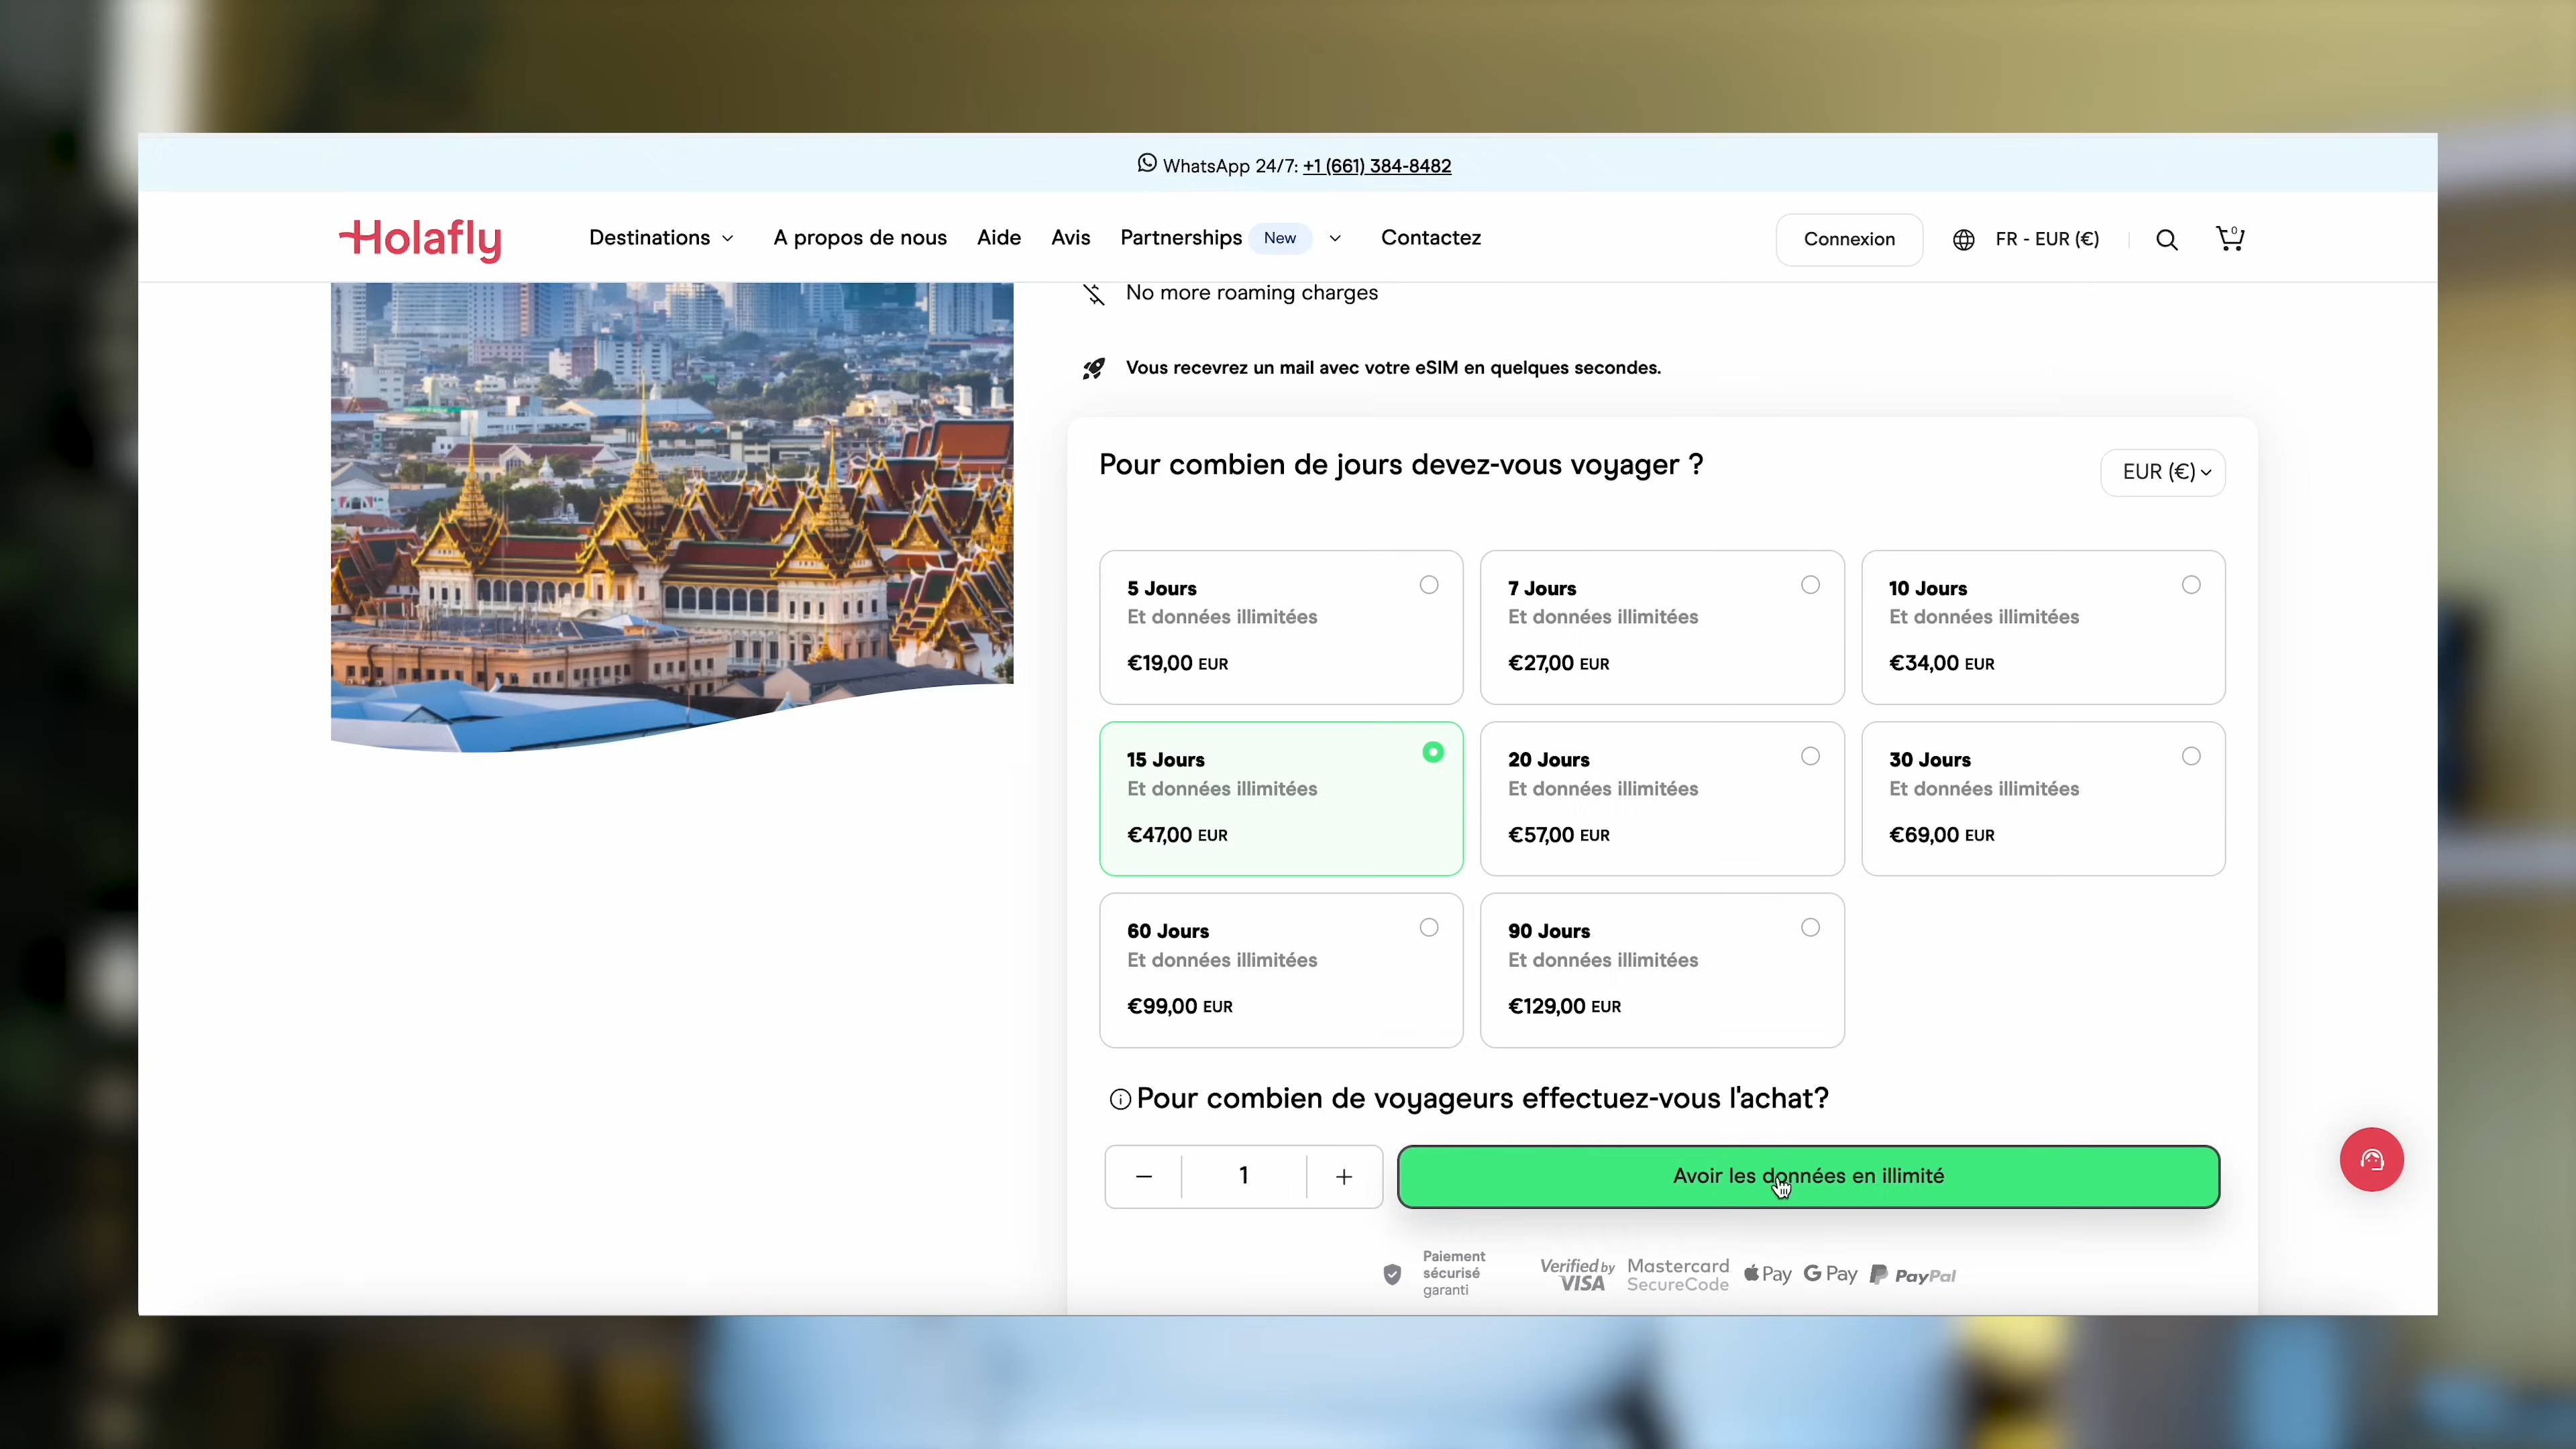 WhatsApp 24/7: +1 (661) 384-8482
Holafly
Destinations
A propos de nous
Aide
Avis
Partnerships New
Contactez
Connexion
FR - EUR (€)
0
No more roaming charges
Vous recevrez un mail avec votre eSIM en quelques secondes.
Pour combien de jours devez-vous voyager ?
EUR (€)
5 Jours
Et données illimitées
€19,00 EUR
7 Jours
Et données illimitées
€27,00 EUR
10 Jours
Et données illimitées
€34,00 EUR
15 Jours
Et données illimitées
€47,00 EUR
20 Jours
Et données illimitées
€57,00 EUR
30 Jours
Et données illimitées
€69,00 EUR
60 Jours
Et données illimitées
€99,00 EUR
90 Jours
Et données illimitées
€129,00 EUR
Pour combien de voyageurs effectuez-vous l'achat?
− 1 +
Avoir les données en illimité
Paiement
sécurisé
garanti
Verified by
VISA
Mastercard
SecureCode
Pay
G Pay
PayPal